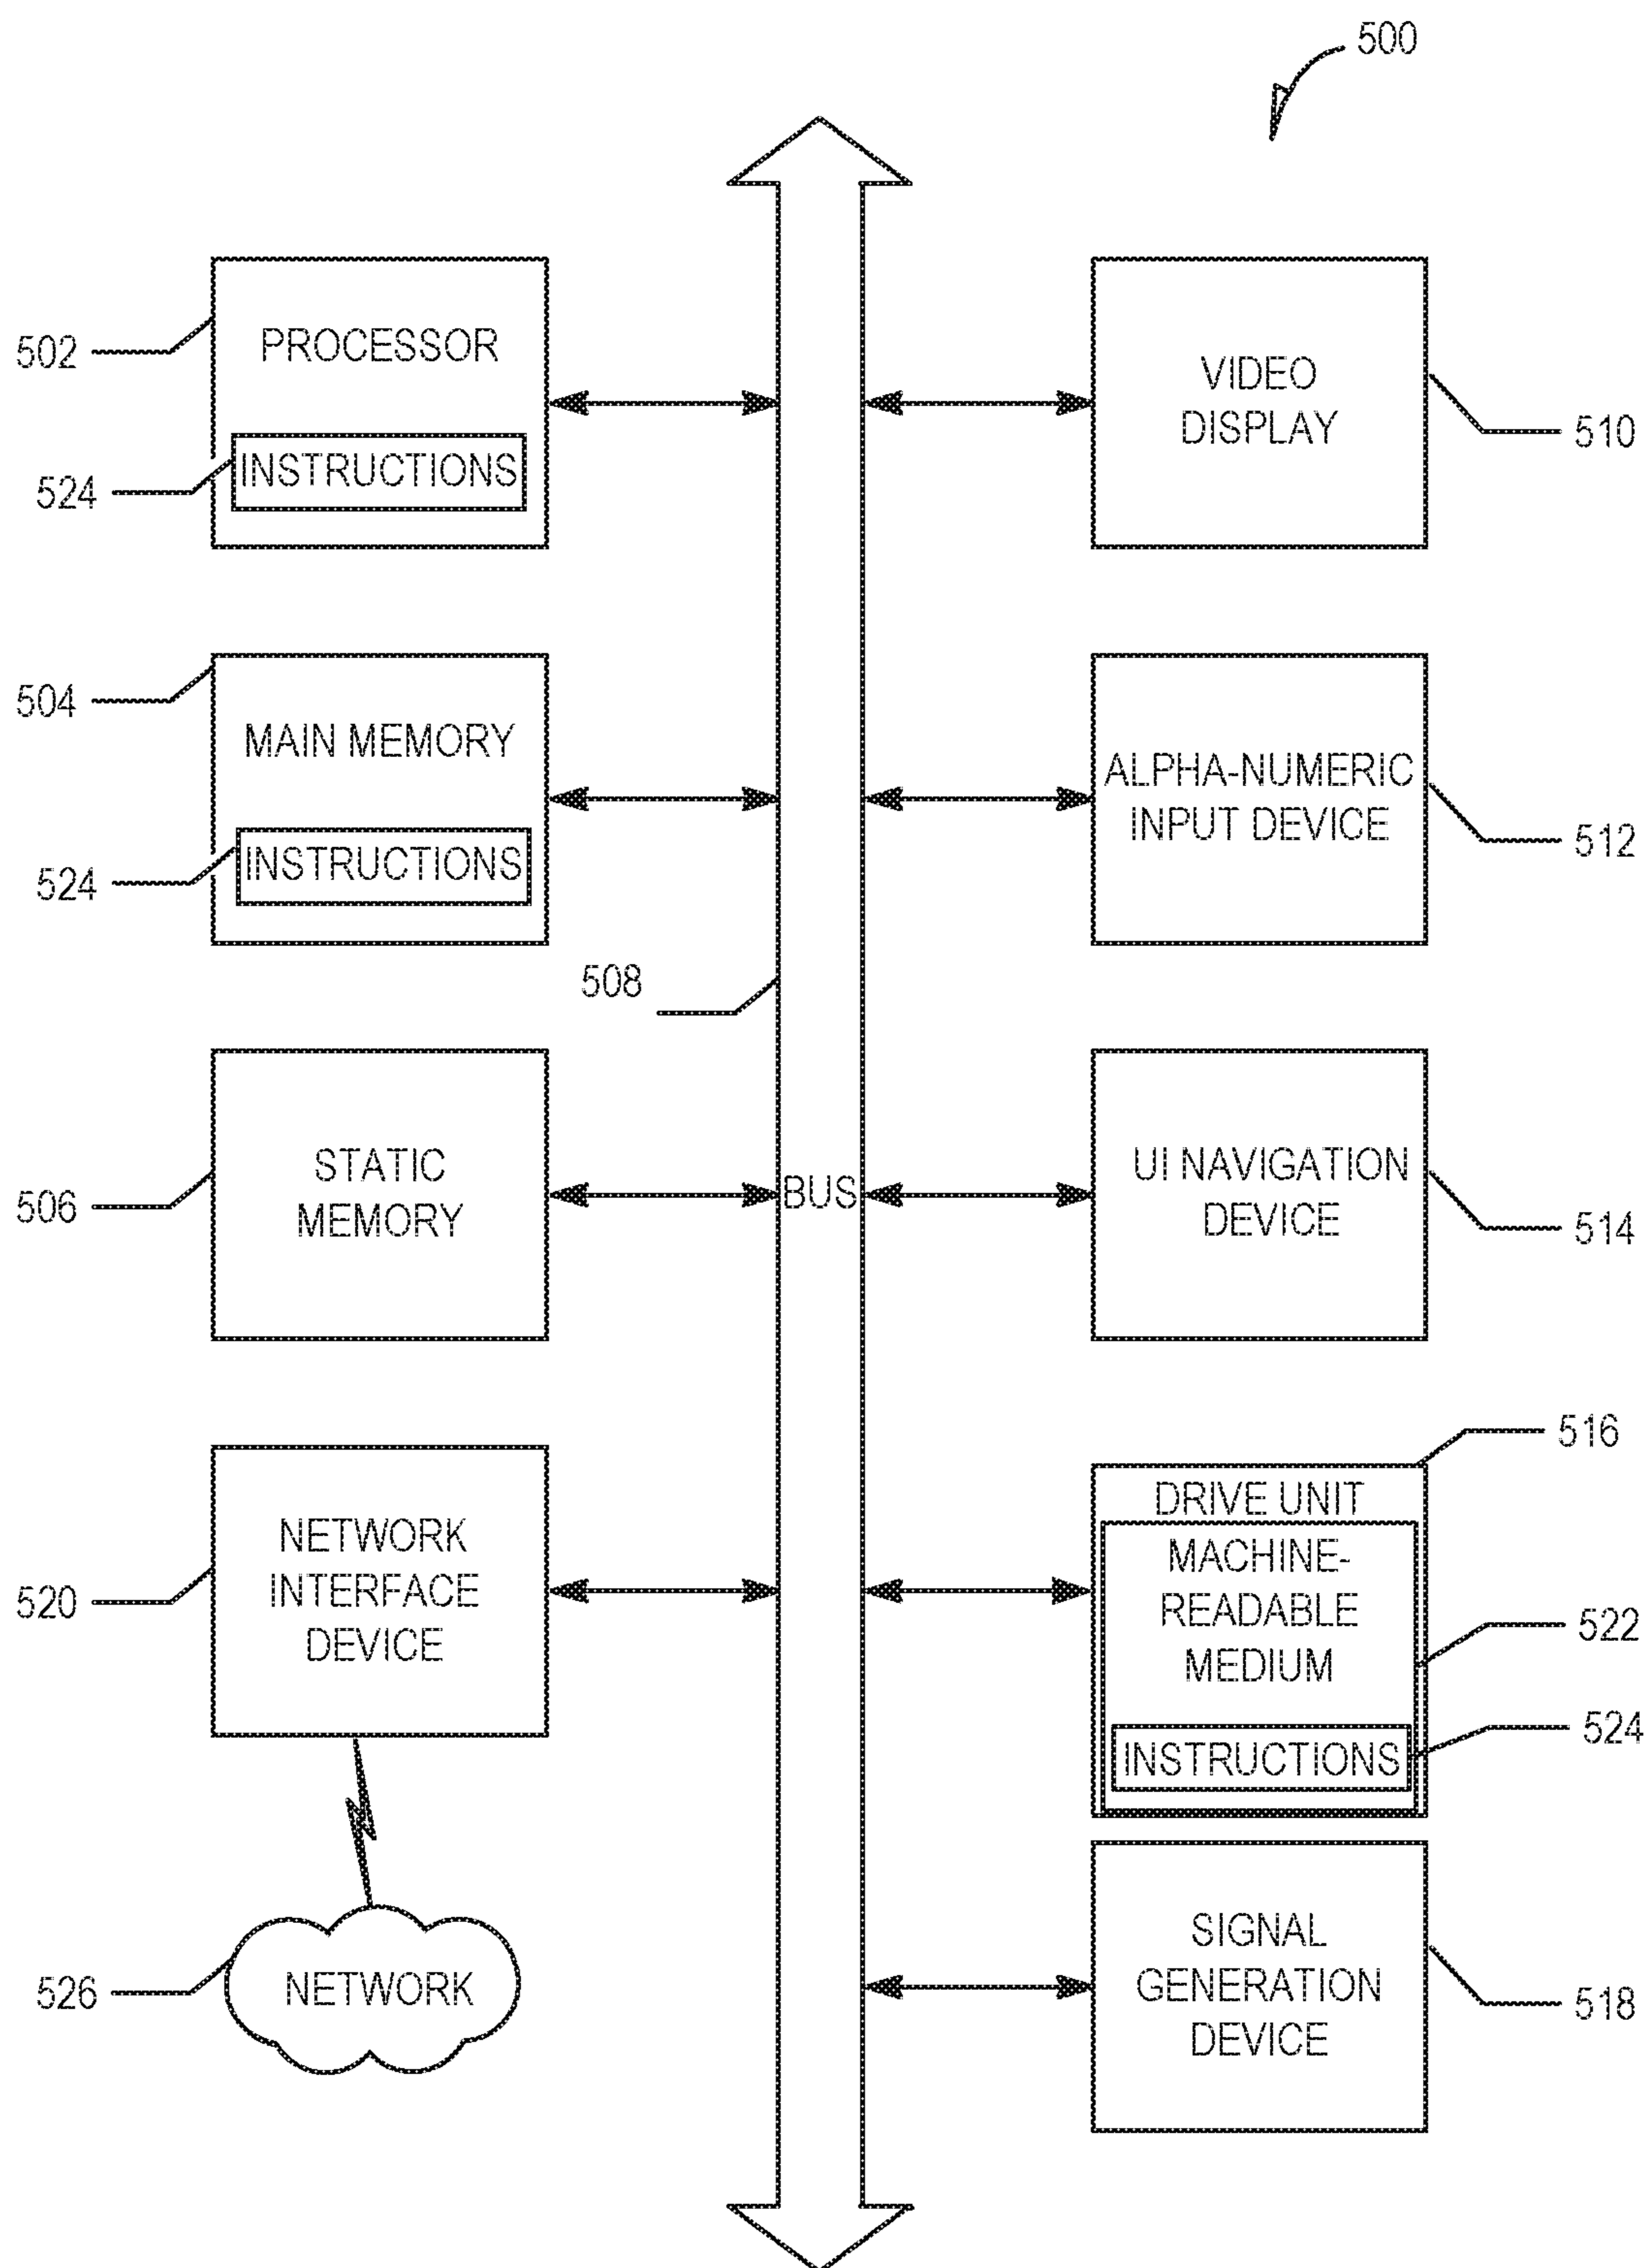 500
502
PROCESSOR
524
INSTRUCTIONS
VIDEO
DISPLAY
510
504
MAIN MEMORY
524
INSTRUCTIONS
ALPHA-NUMERIC
INPUT DEVICE
512
508
506
STATIC
MEMORY
BUS
UI NAVIGATION
DEVICE
514
520
NETWORK
INTERFACE
DEVICE
516
DRIVE UNIT
MACHINE-
READABLE
MEDIUM
522
INSTRUCTIONS
524
526
NETWORK
SIGNAL
GENERATION
DEVICE
518